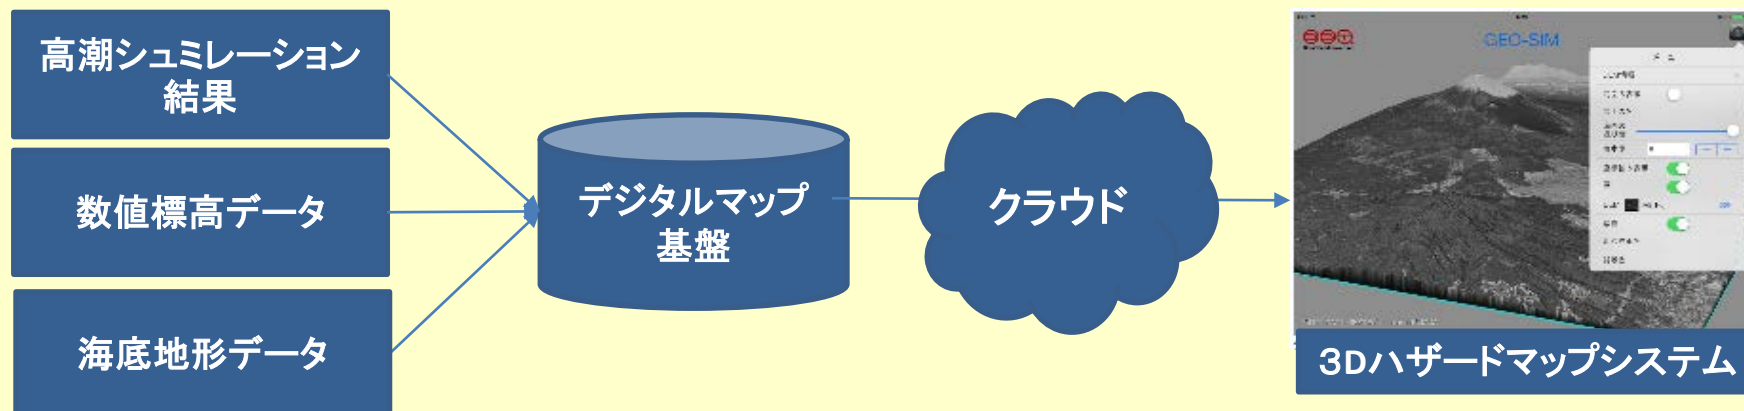 高潮シュミレーション
結果
数値標高データ
海底地形データ
デジタルマップ
基盤
クラウド
GEO-SIM
３Dハザードマップシステム